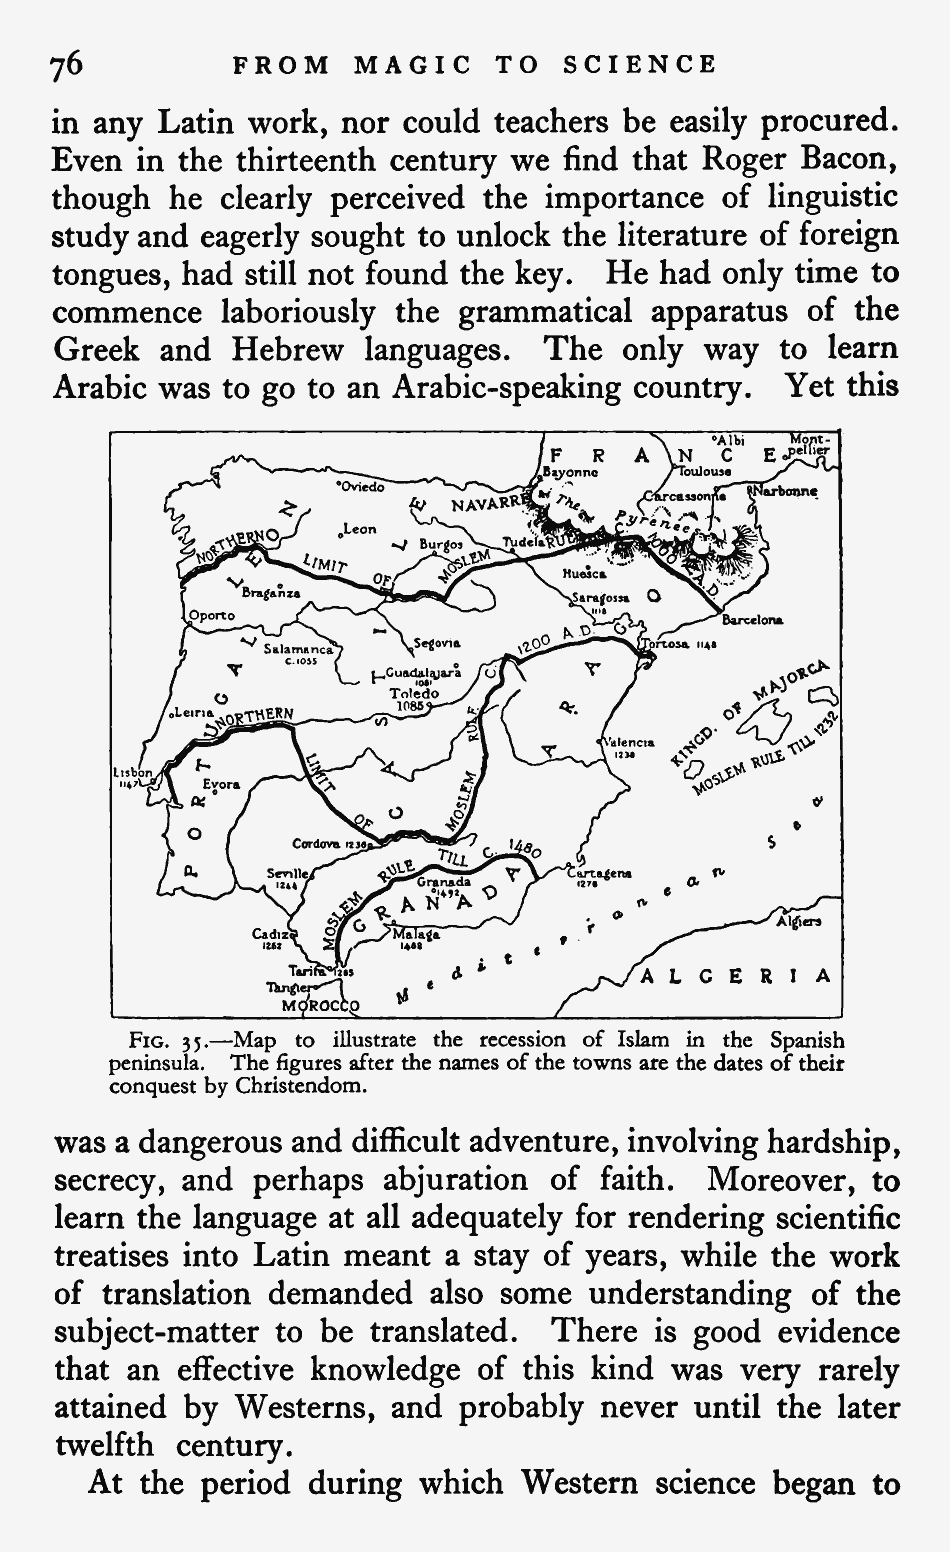 76 FROM MAGIC TO SCIENCE
in any Latin work, nor could teachers be easily procured.
Even in the thirteenth century we find that Roger Bacon,
though he clearly perceived the importance of linguistic
study and eagerly sought to unlock the literature of foreign
tongues, had still not found the key. He had only time to
commence laboriously the grammatical apparatus of the
Greek and Hebrew languages. The only way to learn
Arabic was to go to an Arabic-speaking country. Yet this
Albi
Mont-
pellier
FRANCE
Bayonne
Toulouse
Oviedo
Carcassonne
Narbonne
NAVARRE
The Pyrenees
Leon
Burgos
Tudela
NORTHERN LIMIT OF MOSLEM RULE 1000 A.D.
Huesca
Braganza
Saragossa
1118
Oporto
Barcelona
Salamanca
C.1055
Segovia
1200 A.D.
Tortosa 1148
Guadalajara
1081
Toledo
1085
LEON
CASTILLE
ARAGO
PORTUGAL
Leiria
NORTHERN LIMIT OF MOSLEM RULE C.
KINGD. OF MAJORCA
MOSLEM RULE TILL 1232
Valencia
1238
Lisbon
1147
Evora
Cordova 1236
Seville
1244
MOSLEM RULE TILL C. 1480
Granada
1492
GRANADA
Cartagena
1276
Cadiz
1262
Malaga
1488
Algiers
Tarifa 1285
Tangier
MOROCCO
Mediterranean Sea
ALGERIA
FIG. 35.—Map to illustrate the recession of Islam in the Spanish
peninsula. The figures after the names of the towns are the dates of their
conquest by Christendom.
was a dangerous and difficult adventure, involving hardship,
secrecy, and perhaps abjuration of faith. Moreover, to
learn the language at all adequately for rendering scientific
treatises into Latin meant a stay of years, while the work
of translation demanded also some understanding of the
subject-matter to be translated. There is good evidence
that an effective knowledge of this kind was very rarely
attained by Westerns, and probably never until the later
twelfth century.
At the period during which Western science began to